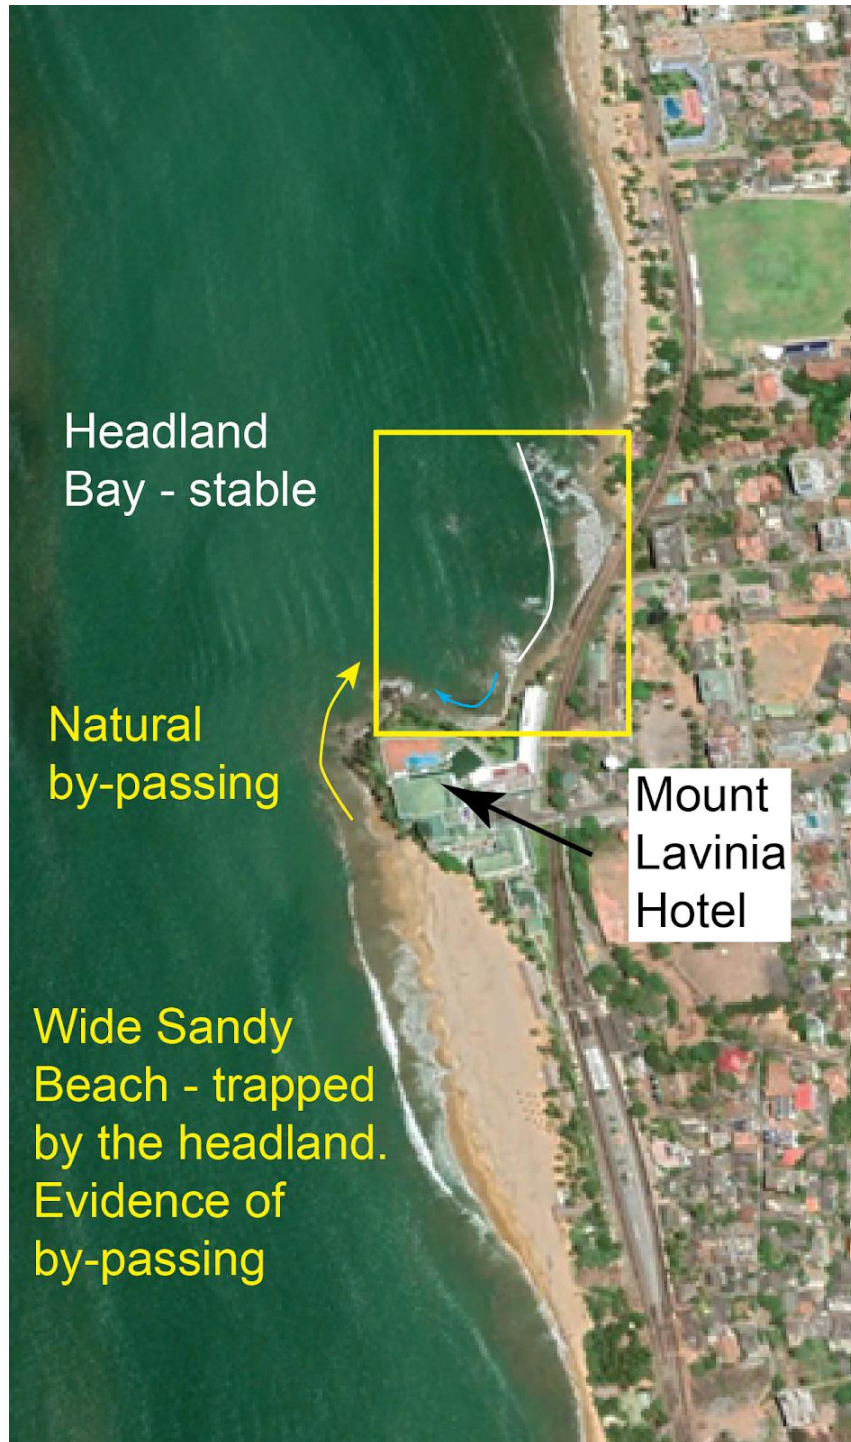 Headland
Bay - stable
Natural
by-passing
Mount
Lavinia
Hotel
Wide Sandy
Beach - trapped
by the headland.
Evidence of
by-passing